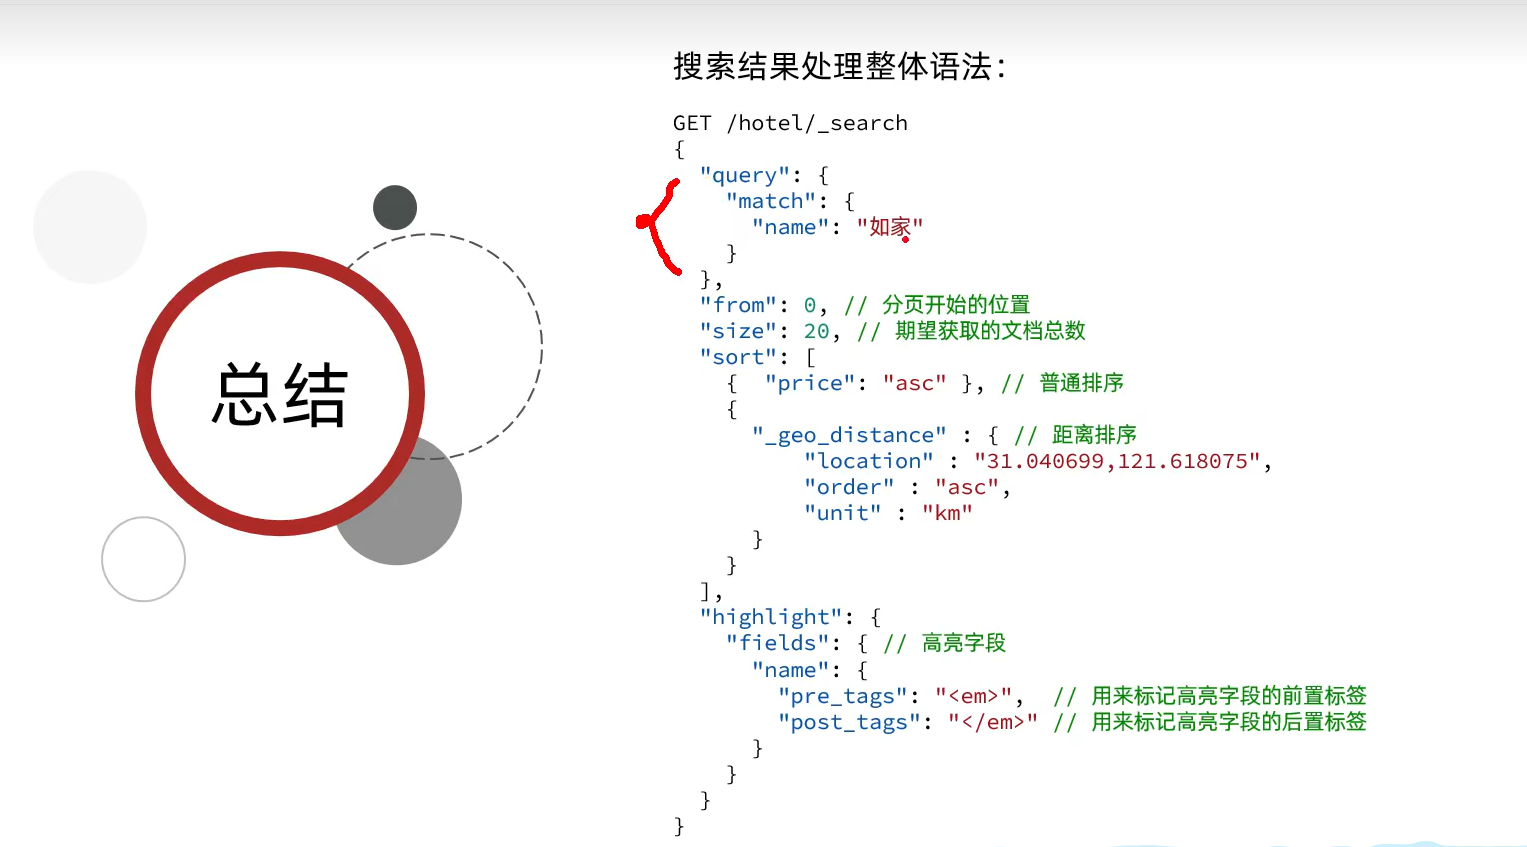 总结
搜索结果处理整体语法：
GET /hotel/_search
{
  "query": {
    "match": {
      "name": "如家"
    }
  },
  "from": 0, // 分页开始的位置
  "size": 20, // 期望获取的文档总数
  "sort": [
    {  "price": "asc" }, // 普通排序
    {
      "_geo_distance" : { // 距离排序
          "location" : "31.040699,121.618075",
          "order" : "asc",
          "unit" : "km"
      }
    }
  ],
  "highlight": {
    "fields": { // 高亮字段
      "name": {
        "pre_tags": "<em>",  // 用来标记高亮字段的前置标签
        "post_tags": "</em>" // 用来标记高亮字段的后置标签
      }
    }
  }
}